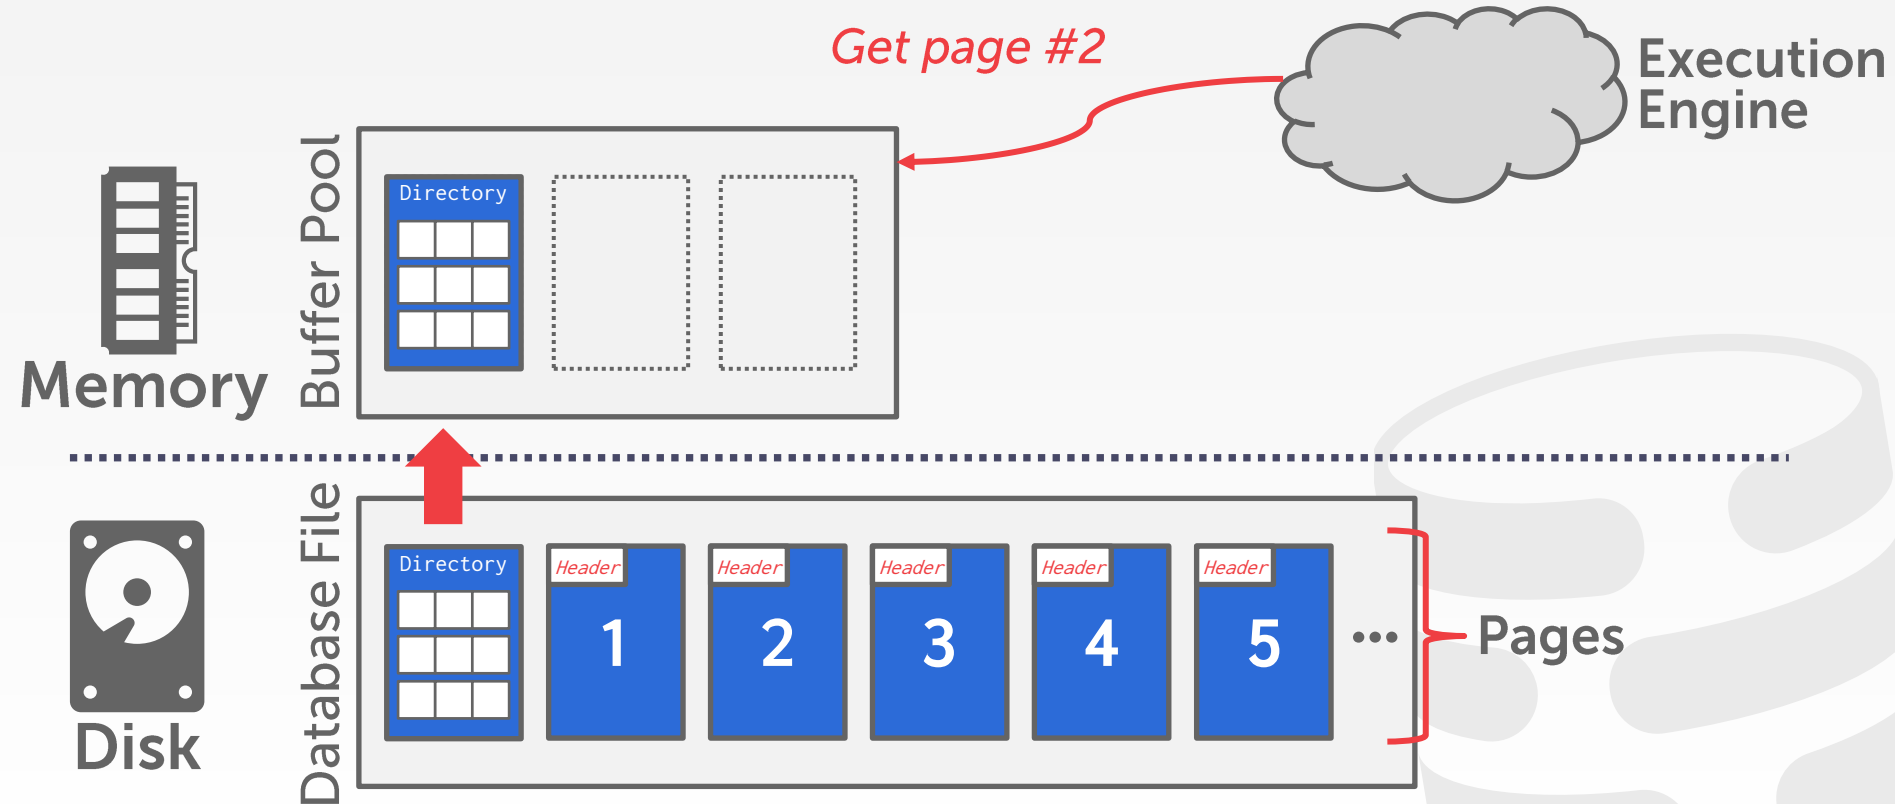 Get page #2
Execution
Engine
Buffer Pool
Directory
Memory
Database File
Directory
Header
1
Header
2
Header
3
Header
4
Header
5
...
Pages
Disk